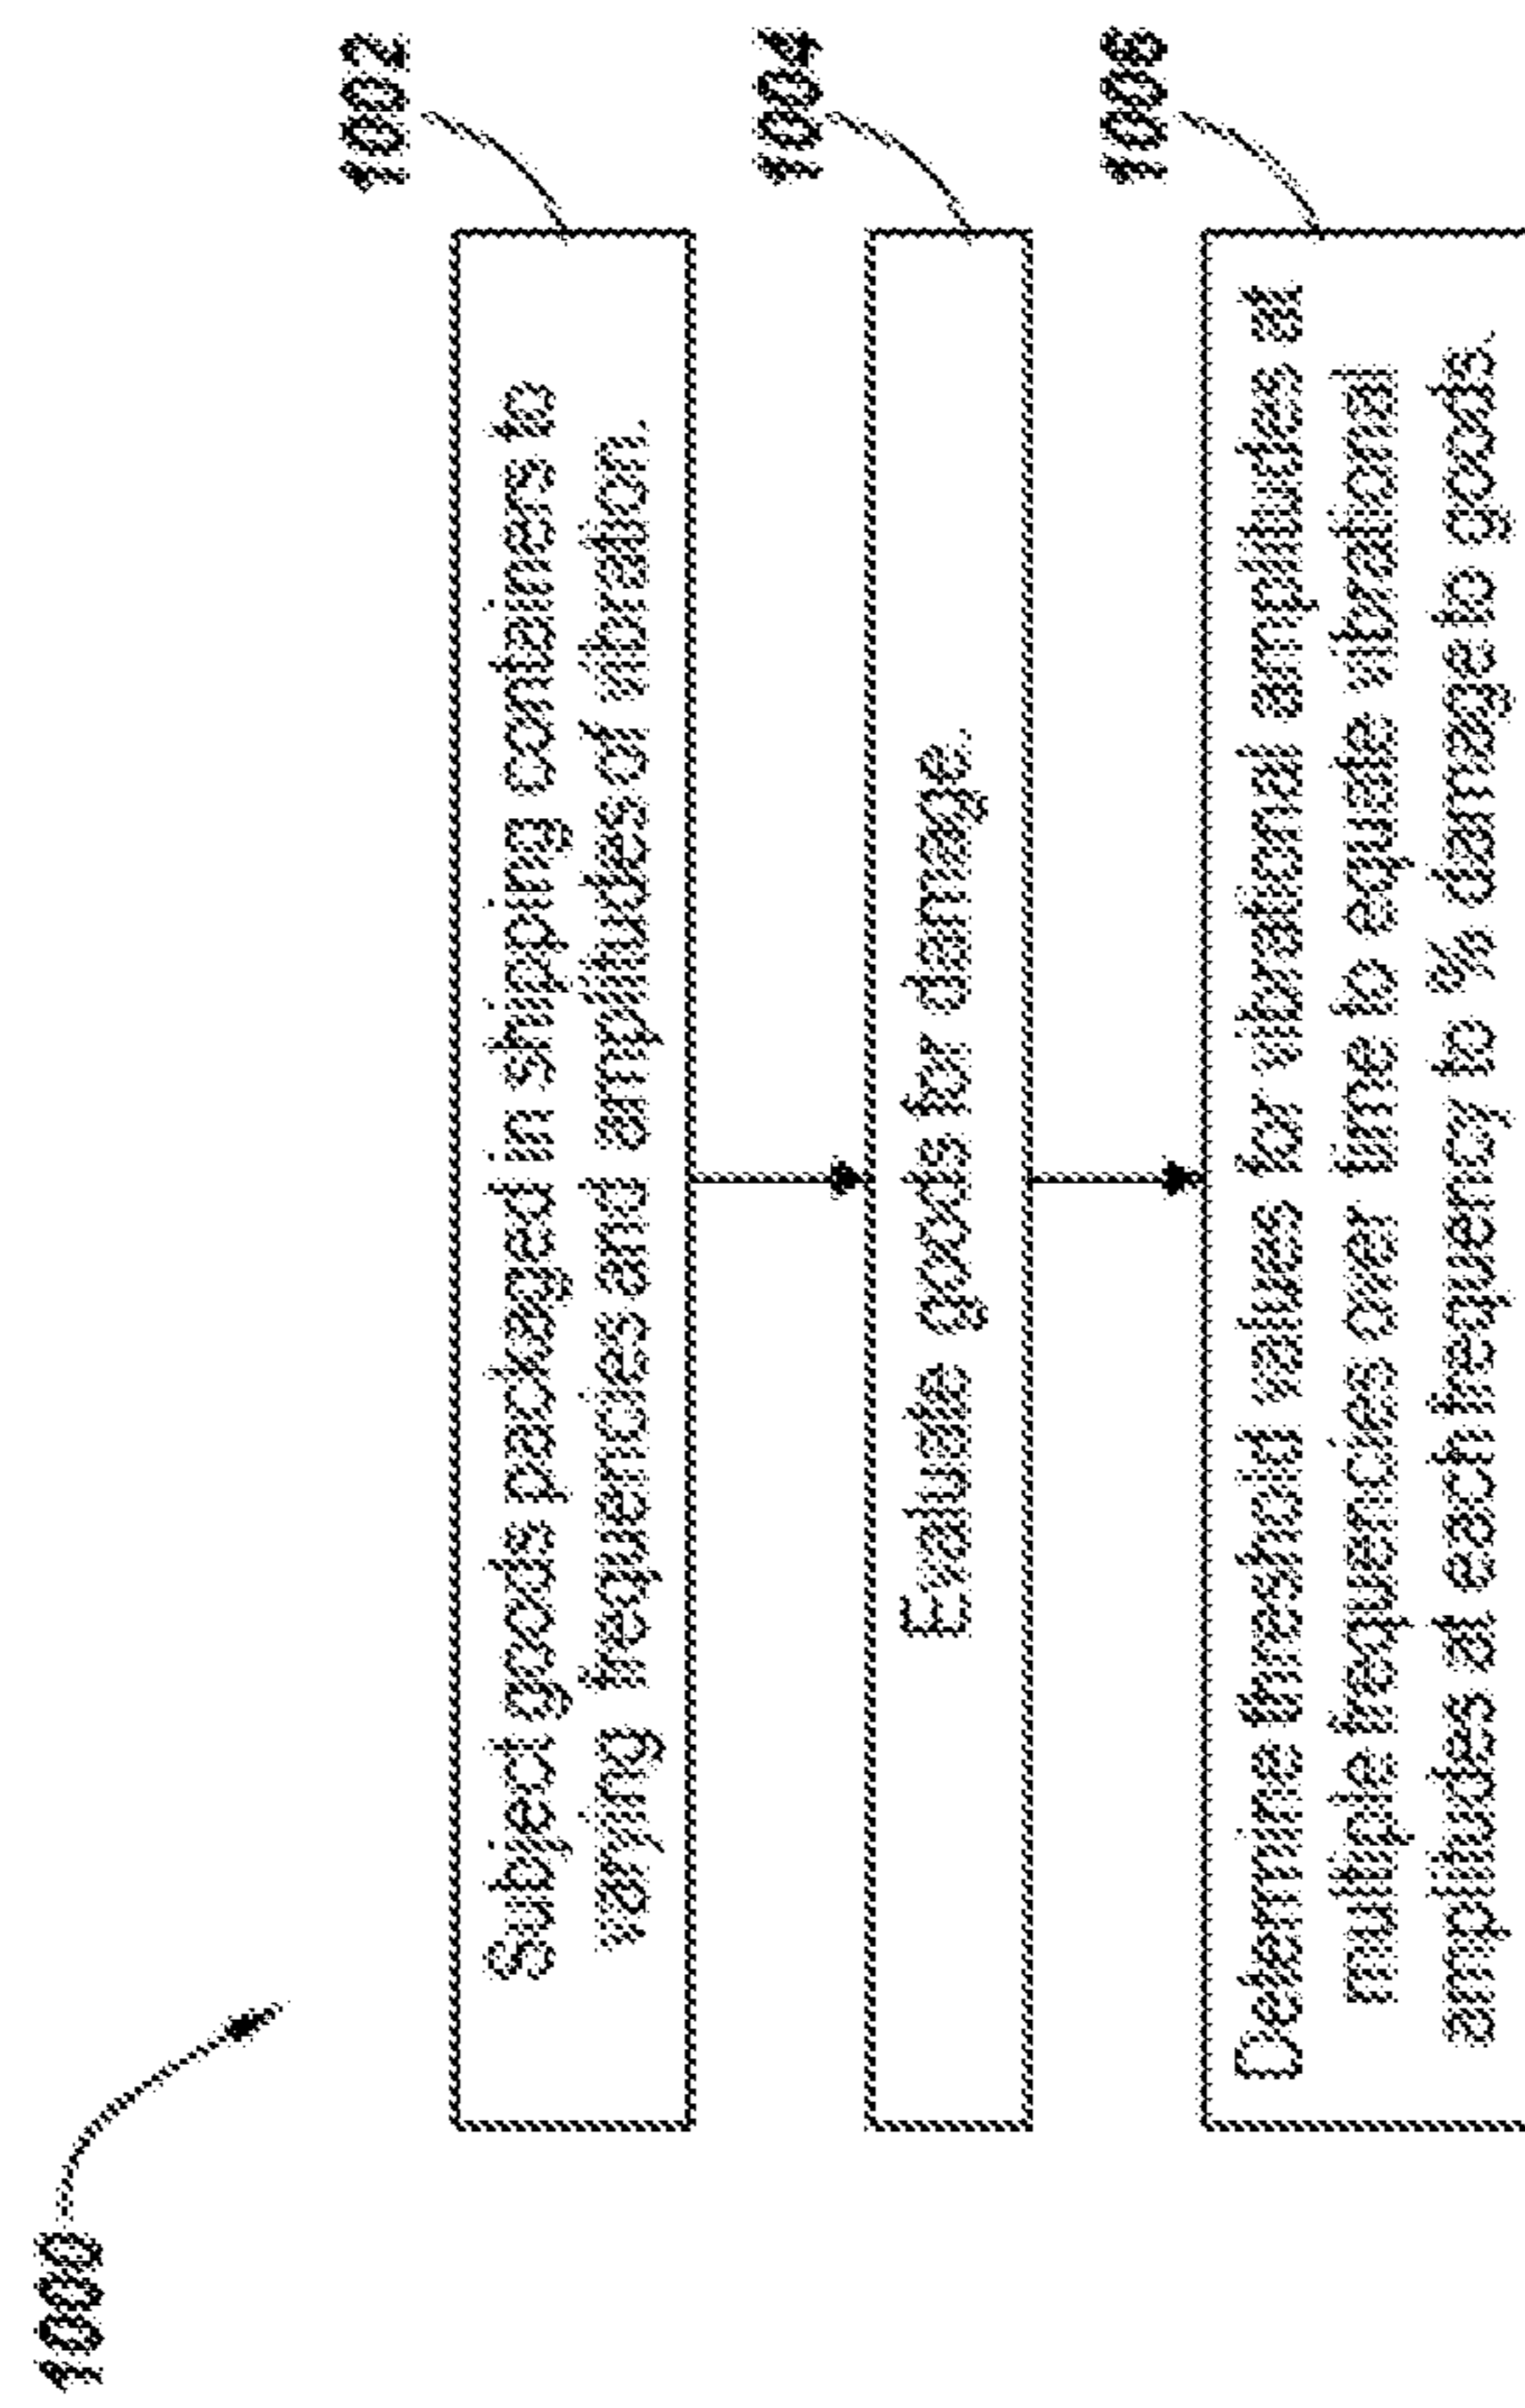 1000
1002
Subject goods packaged in shipping containers to
varying frequencies and amplitudes of vibration.
1004
Evaluate goods for damage.
1006
Determine threshold values for vibrational amplitudes at
multiple frequencies over time to equate vibrational
amplitudes at each frequency to % damage to goods.